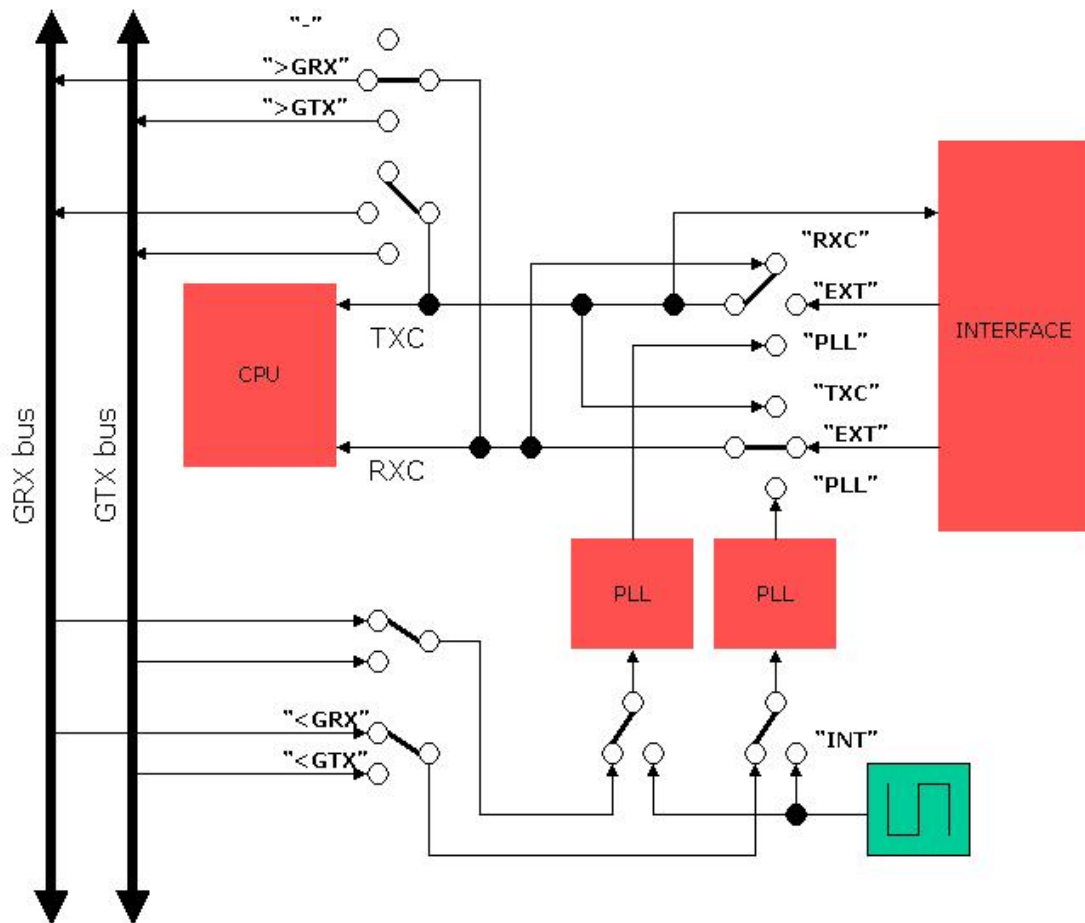 "-"
">GRX"
">GTX"
"RXC"
"EXT"
INTERFACE
TXC
"PLL"
CPU
"TXC"
"EXT"
RXC
"PLL"
GRX bus
GTX bus
PLL
PLL
"<GRX"
"<GTX"
"INT"